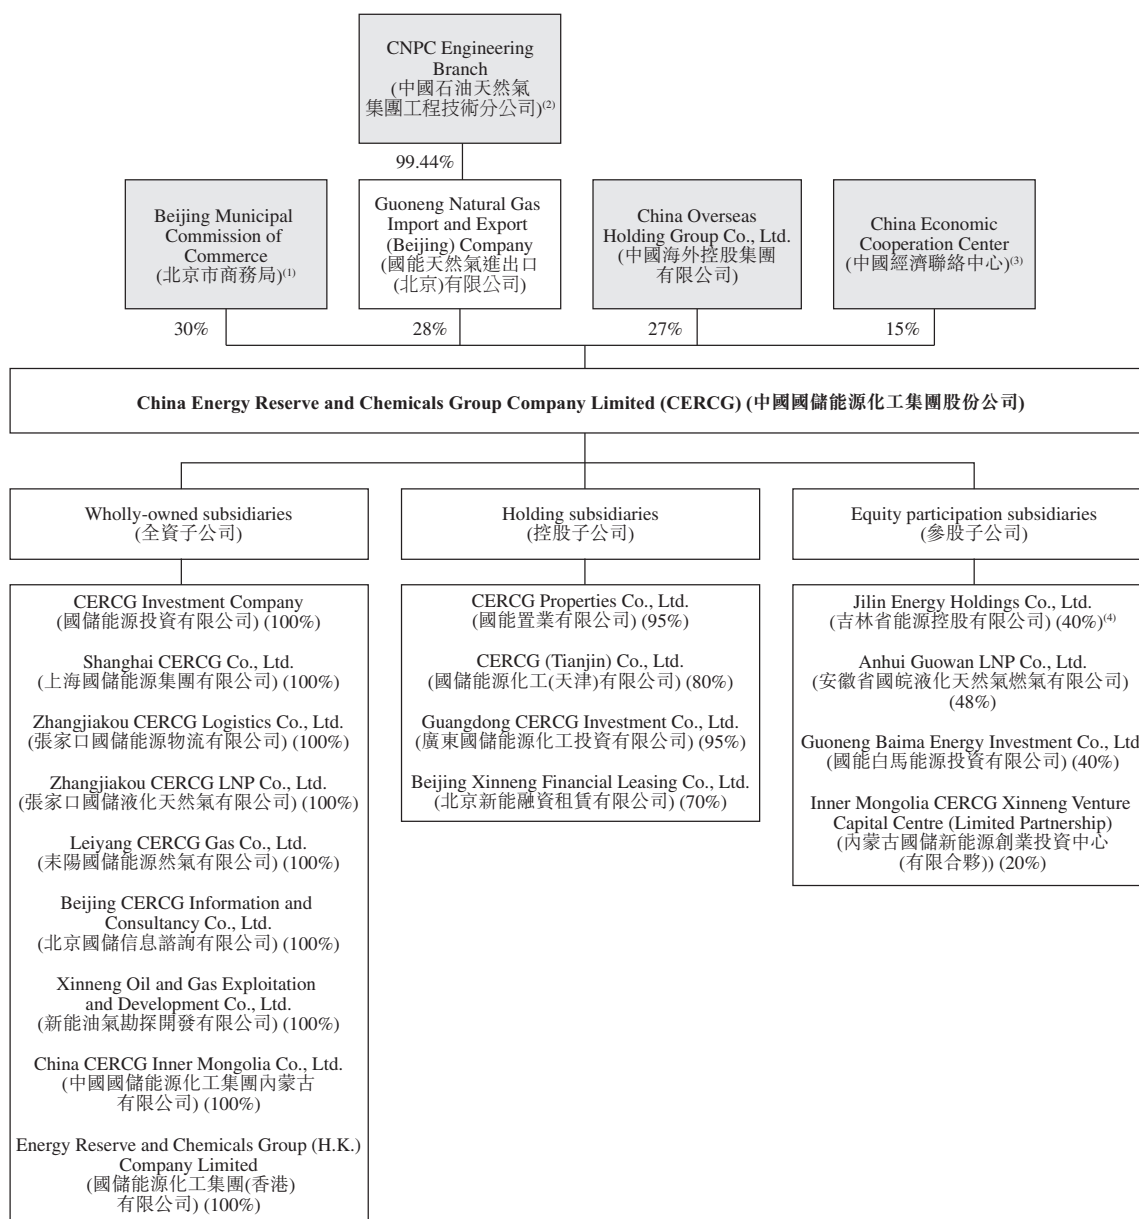 CNPC Engineering
Branch
(中國石油天然氣
集團工程技術分公司)(2)
99.44%
Beijing Municipal
Commission of
Commerce
(北京市商務局)(1)
Guoneng Natural Gas
Import and Export
(Beijing) Company
(國能天然氣進出口
(北京)有限公司)
China Overseas
Holding Group Co., Ltd.
(中國海外控股集團
有限公司)
China Economic
Cooperation Center
(中國經濟聯絡中心)(3)
30%
28%
27%
15%
China Energy Reserve and Chemicals Group Company Limited (CERCG) (中國國儲能源化工集團股份公司)
Wholly-owned subsidiaries
(全資子公司)
Holding subsidiaries
(控股子公司)
Equity participation subsidiaries
(參股子公司)
CERCG Investment Company
(國儲能源投資有限公司) (100%)
Shanghai CERCG Co., Ltd.
(上海國儲能源集團有限公司) (100%)
Zhangjiakou CERCG Logistics Co., Ltd.
(張家口國儲能源物流有限公司) (100%)
Zhangjiakou CERCG LNP Co., Ltd.
(張家口國儲液化天然氣有限公司) (100%)
Leiyang CERCG Gas Co., Ltd.
(耒陽國儲能源然氣有限公司) (100%)
Beijing CERCG Information and
Consultancy Co., Ltd.
(北京國儲信息諮詢有限公司) (100%)
Xinneng Oil and Gas Exploitation
and Development Co., Ltd.
(新能油氣勘探開發有限公司) (100%)
China CERCG Inner Mongolia Co., Ltd.
(中國國儲能源化工集團內蒙古
有限公司) (100%)
Energy Reserve and Chemicals Group (H.K.)
Company Limited
(國儲能源化工集團(香港)
有限公司) (100%)
CERCG Properties Co., Ltd.
(國能置業有限公司) (95%)
CERCG (Tianjin) Co., Ltd.
(國儲能源化工(天津)有限公司) (80%)
Guangdong CERCG Investment Co., Ltd.
(廣東國儲能源化工投資有限公司) (95%)
Beijing Xinneng Financial Leasing Co., Ltd.
(北京新能融資租賃有限公司) (70%)
Jilin Energy Holdings Co., Ltd.
(吉林省能源控股有限公司) (40%)(4)
Anhui Guowan LNP Co., Ltd.
(安徽省國皖液化天然氣燃氣有限公司)
(48%)
Guoneng Baima Energy Investment Co., Ltd
(國能白馬能源投資有限公司) (40%)
Inner Mongolia CERCG Xinneng Venture
Capital Centre (Limited Partnership)
(內蒙古國儲新能源創業投資中心
(有限合夥)) (20%)